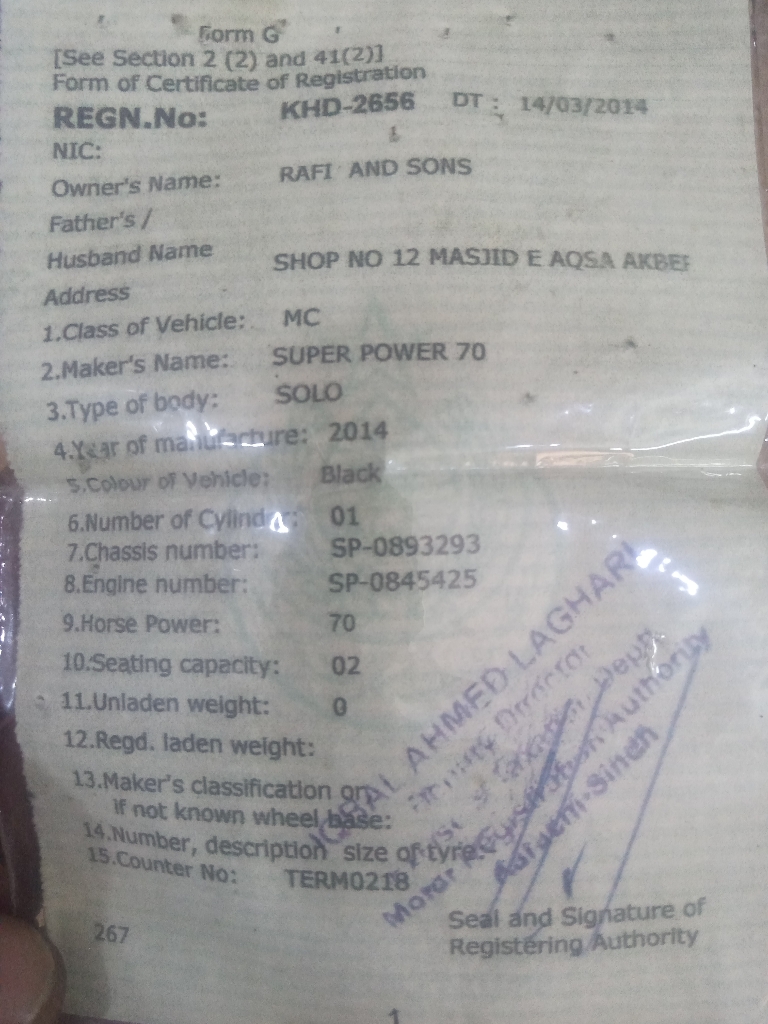 Form G
[See Section 2 (2) and 41(2)]
Form of Certificate of Registration
REGN.No: KHD-2656 DT : 14/03/2014
NIC:
Owner's Name: RAFI AND SONS
Father's /
Husband Name
SHOP NO 12 MASJID E AQSA AKBER
Address
1.Class of Vehicle: MC
2.Maker's Name: SUPER POWER 70
3.Type of body: SOLO
4.Year of manufacture: 2014
5.Colour of Vehicle: Black
6.Number of Cylinder: 01
7.Chassis number: SP-0893293
8.Engine number: SP-0845425
9.Horse Power: 70
10.Seating capacity: 02
11.Unladen weight: 0
12.Regd. laden weight:
13.Maker's classification or
if not known wheel base:
14.Number, description size of tyre:
15.Counter No: TERM0218
IQBAL AHMED LAGHARI
Deptt.
Motor Registration Authority
Karachi Sindh
Seal and Signature of
Registering Authority
267
1